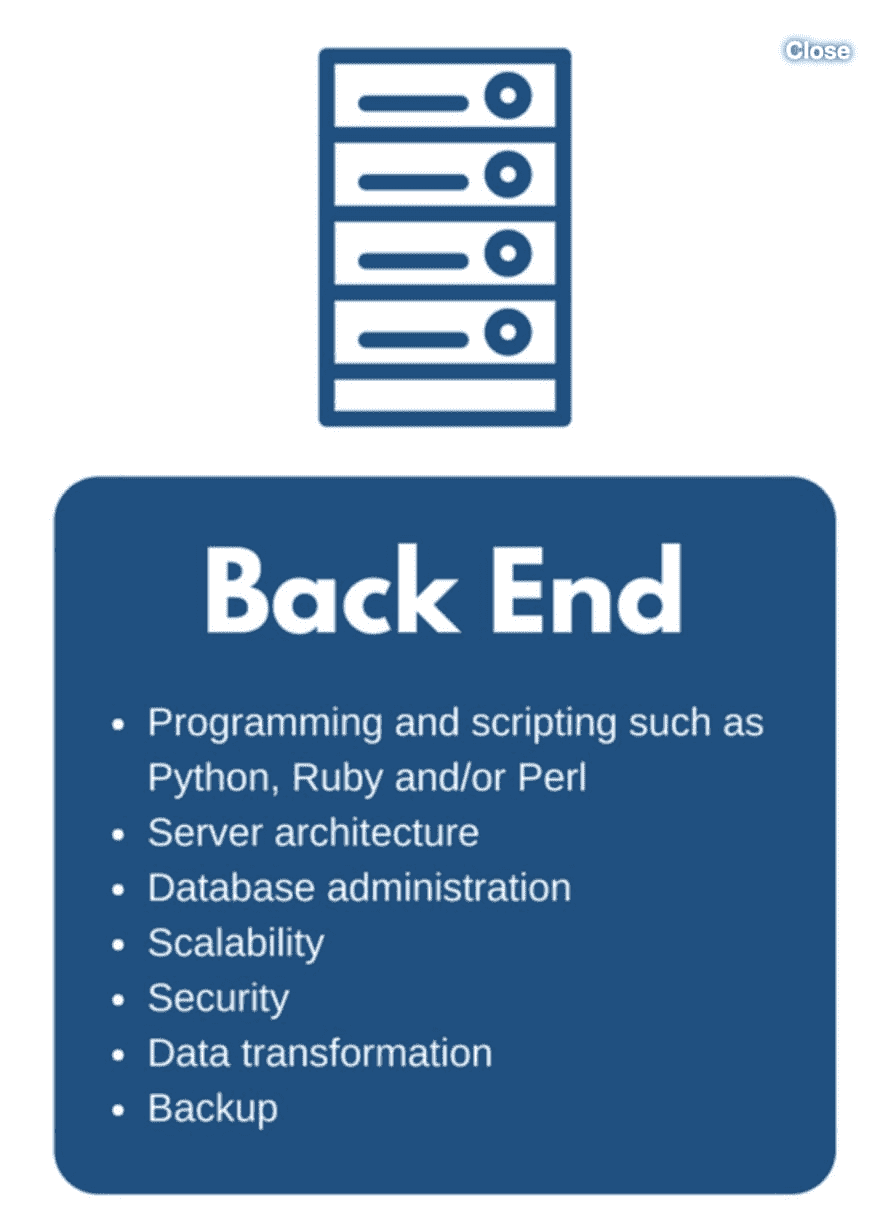 Close
Back End
• Programming and scripting such as
Python, Ruby and/or Perl
• Server architecture
• Database administration
• Scalability
• Security
• Data transformation
• Backup